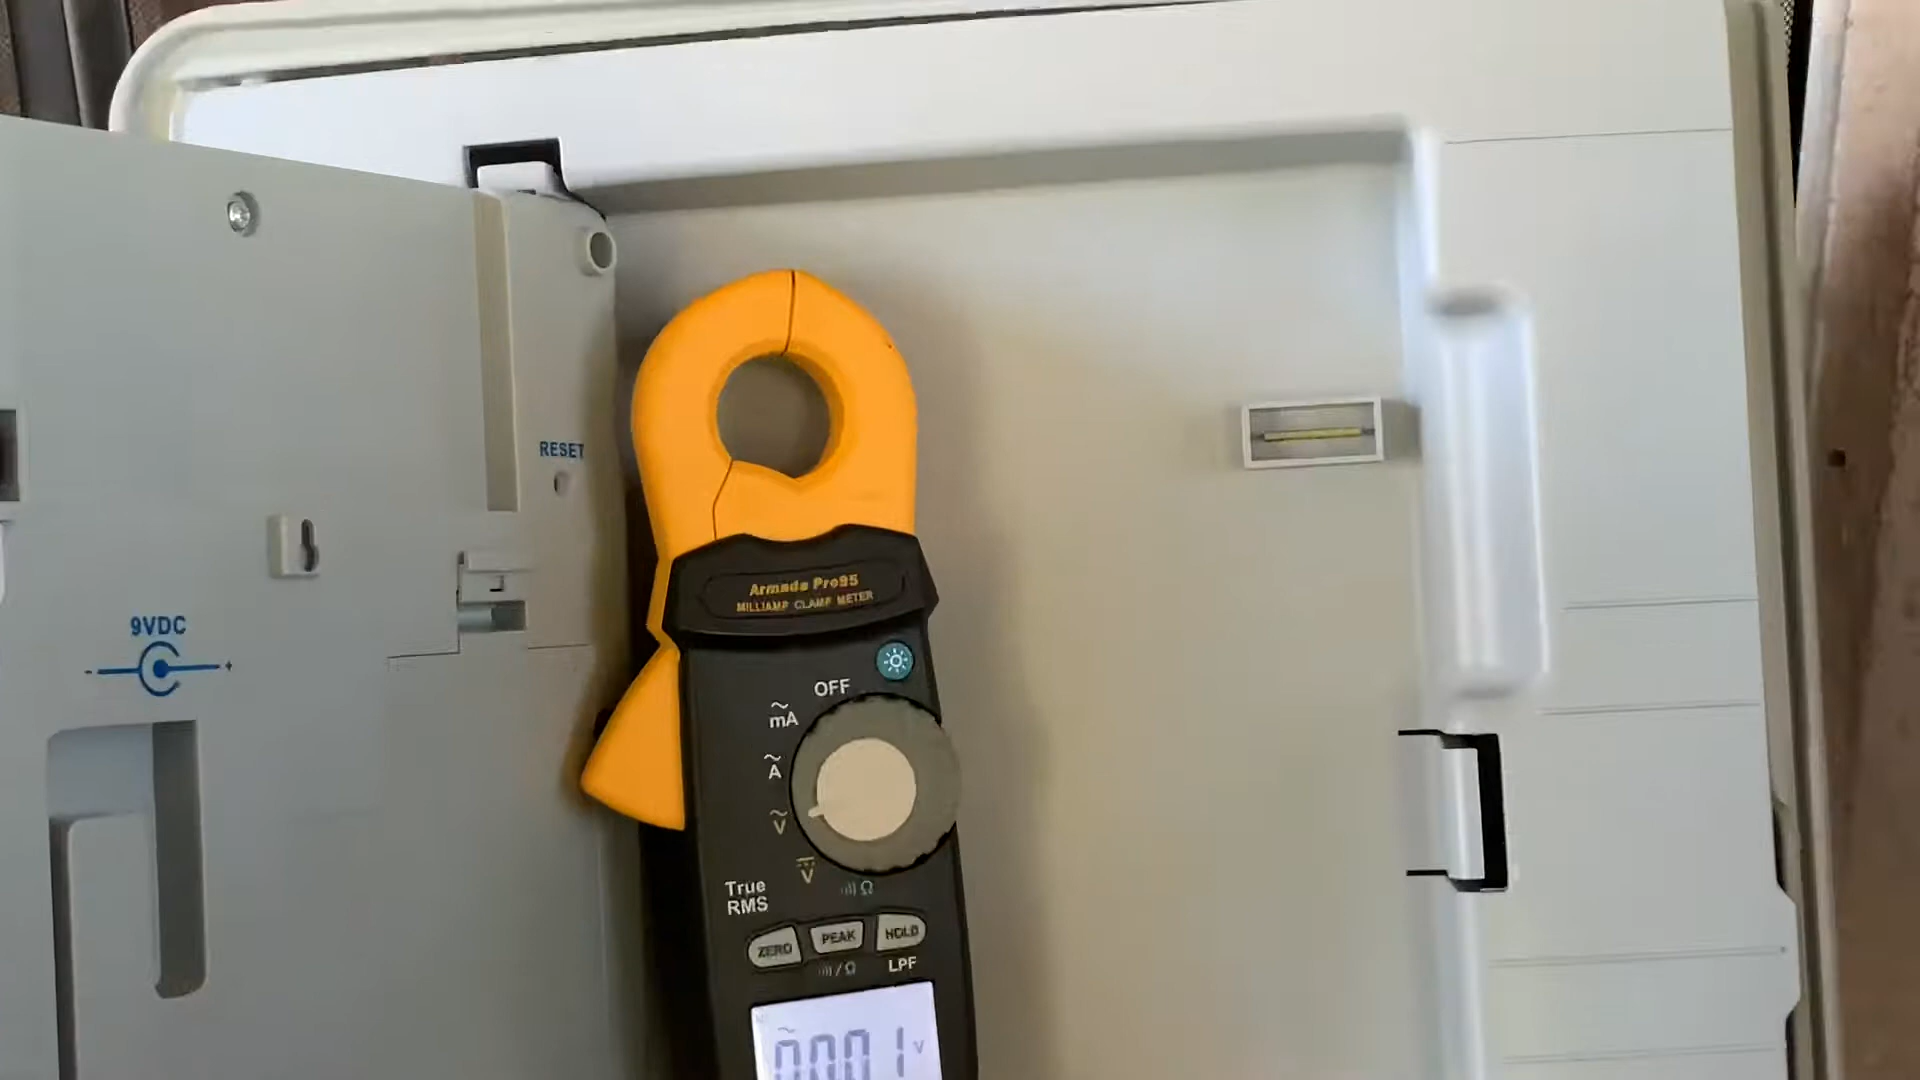 RESET
9VDC
- +
Armada Pro95
MILLIAMP CLAMP METER
OFF
~
mA
~
A
~
V
V
Ω
True
RMS
ZERO
PEAK
HOLD
/Ω
LPF
~
0001 V